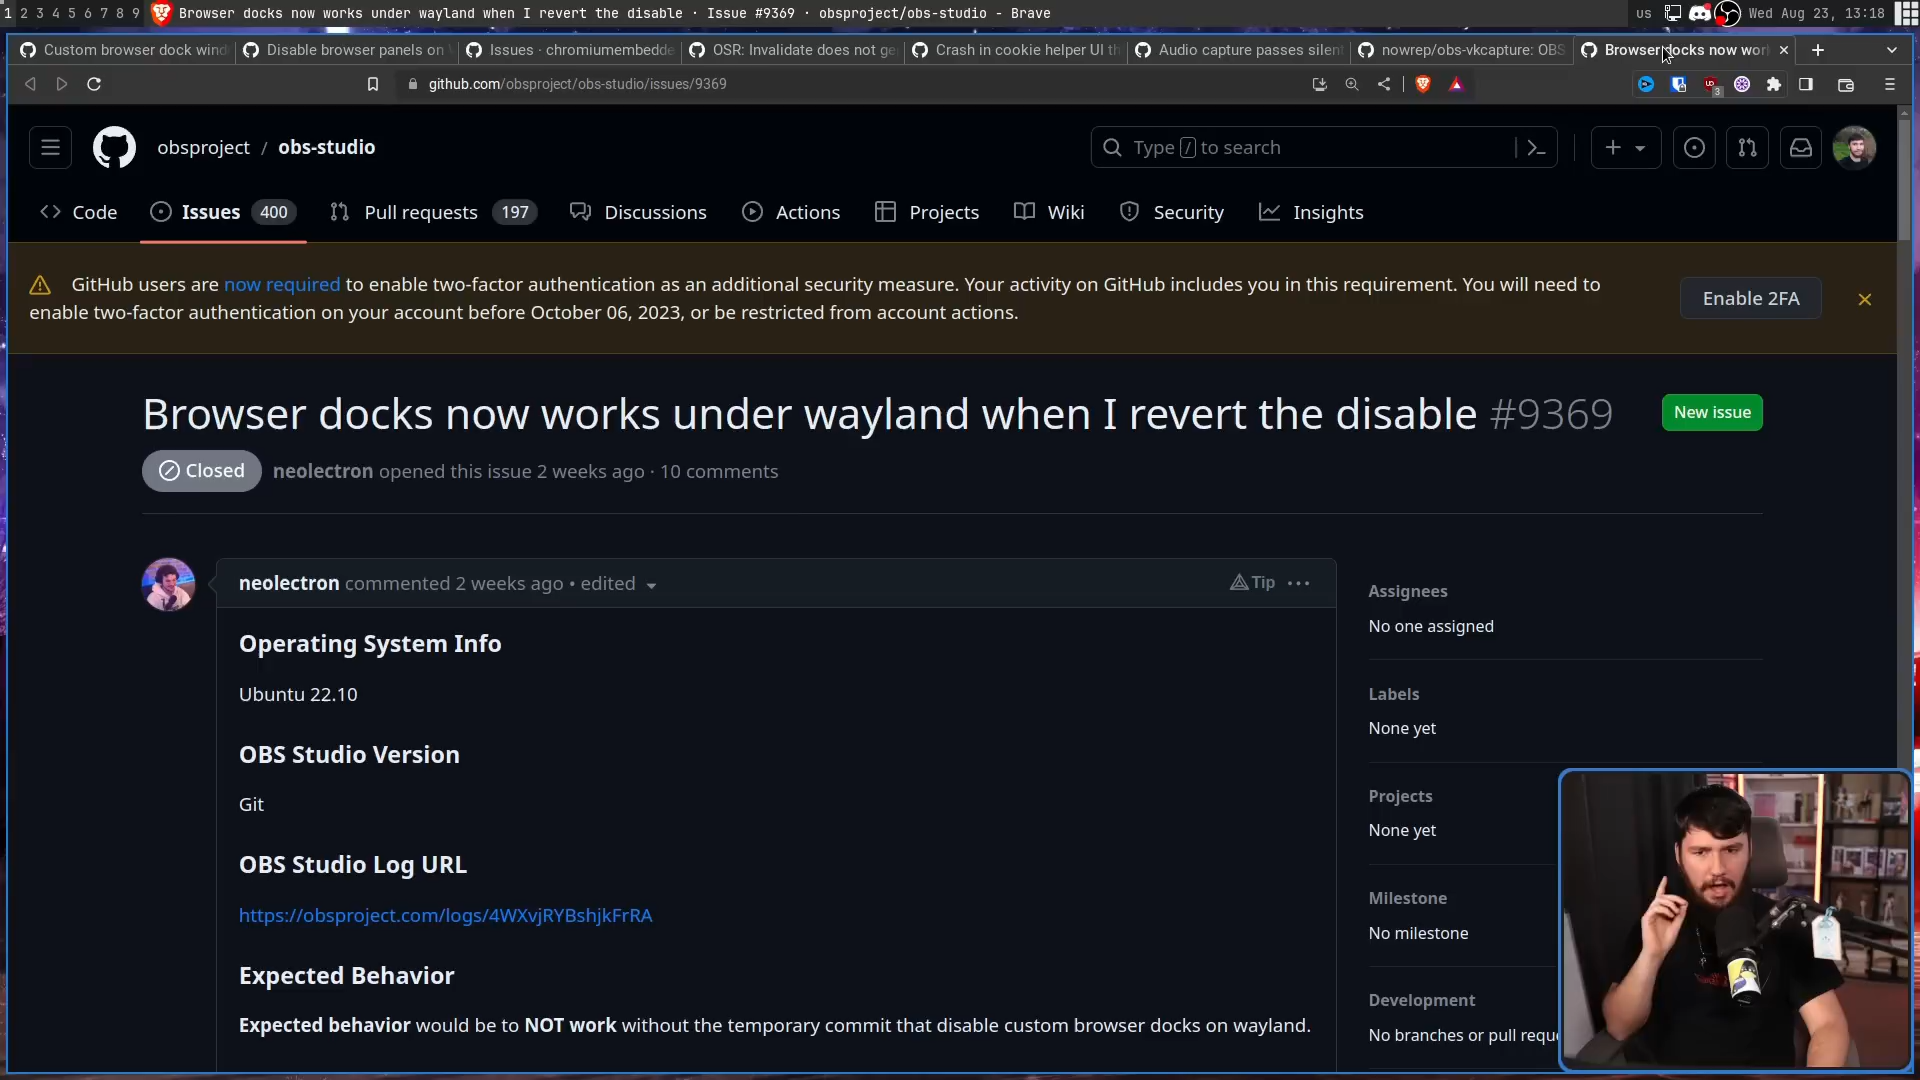 1 2 3 4 5 6 7 8 9 Browser docks now works under wayland when I revert the disable · Issue #9369 · obsproject/obs-studio - Brave us Wed Aug 23, 13:18
Custom browser dock wind Disable browser panels on Issues · chromiumembedde OSR: Invalidate does not ge Crash in cookie helper UI th Audio capture passes silent nowrep/obs-vkcapture: OBS Browser docks now wor
github.com/obsproject/obs-studio/issues/9369 3
obsproject / obs-studio Type / to search
Code Issues 400 Pull requests 197 Discussions Actions Projects Wiki Security Insights
GitHub users are now required to enable two-factor authentication as an additional security measure. Your activity on GitHub includes you in this requirement. You will need to
enable two-factor authentication on your account before October 06, 2023, or be restricted from account actions.
Enable 2FA
Browser docks now works under wayland when I revert the disable #9369
New issue
Closed neolectron opened this issue 2 weeks ago · 10 comments
neolectron commented 2 weeks ago • edited Tip
Operating System Info
Ubuntu 22.10
OBS Studio Version
Git
OBS Studio Log URL
https://obsproject.com/logs/4WXvjRYBshjkFrRA
Expected Behavior
Expected behavior would be to NOT work without the temporary commit that disable custom browser docks on wayland.
Assignees
No one assigned
Labels
None yet
Projects
None yet
Milestone
No milestone
Development
No branches or pull reque